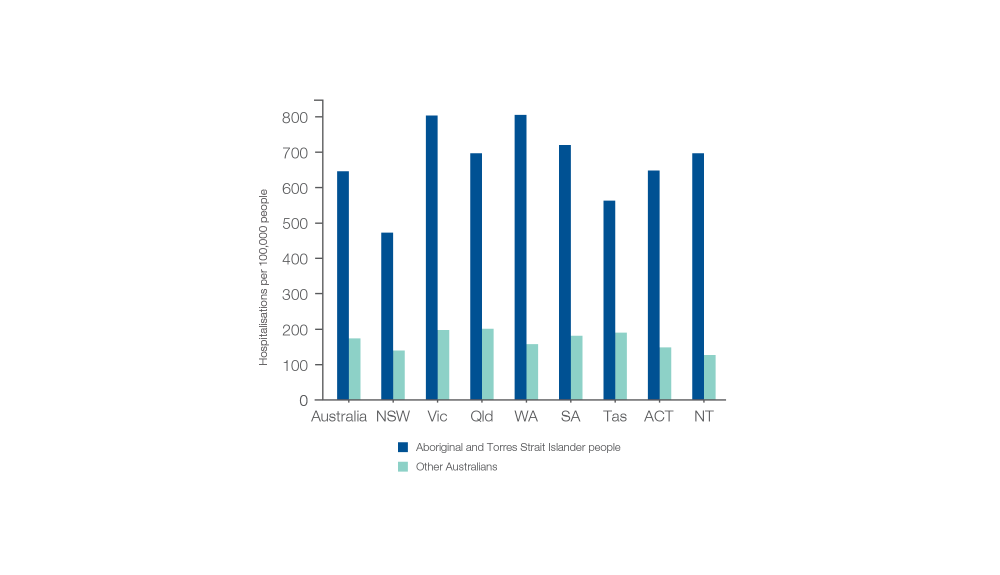 Hospitalisations per 100,000 people
800
700
600
500
400
300
200
100
0
Australia NSW Vic Qld WA SA Tas ACT NT
Aboriginal and Torres Strait Islander people
Other Australians